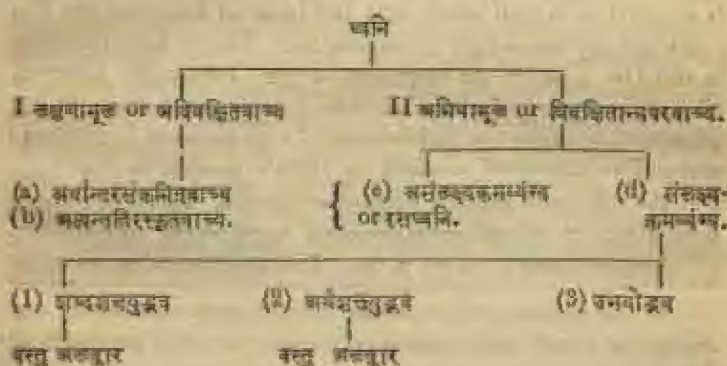 ध्वनि
I लक्षणामूल or अविवक्षितवाच्य II अभिधामूल or विवक्षितान्यपरवाच्य.
(a) अर्थान्तरसंक्रमितवाच्य { (c) असंलक्ष्यक्रमव्यंग्य (d) संलक्ष्य-
(b) अत्यन्ततिरस्कृतवाच्य. { or रसध्वनि. क्रमव्यंग्य.
(1) शब्दशक्त्युद्भव (2) अर्थशक्त्युद्भव (3) उभयोद्भव
वस्तु अलङ्कार वस्तु अलङ्कार